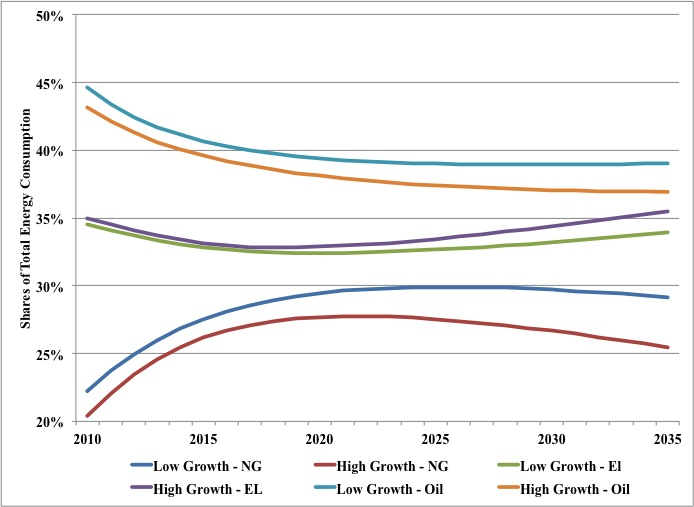 50%
45%
40%
35%
30%
25%
20%
Shares of Total Energy Consumption
2010 2015 2020 2025 2030 2035
Low Growth - NG High Growth - NG Low Growth - El
High Growth - EL Low Growth - Oil High Growth - Oil